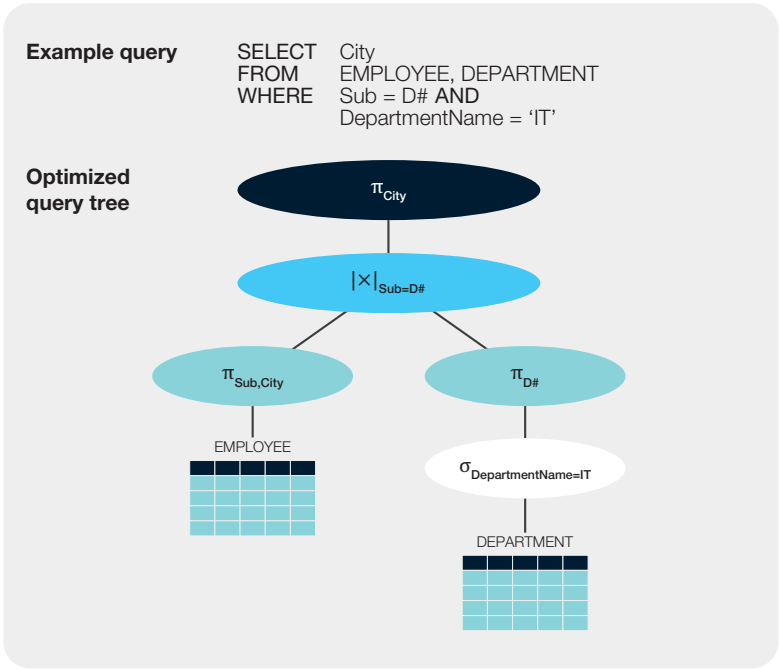 Example query
SELECT City
FROM EMPLOYEE, DEPARTMENT
WHERE Sub = D# AND
DepartmentName = ‘IT’
Optimized
query tree
πCity
|×|Sub=D#
πSub,City
πD#
EMPLOYEE
σDepartmentName=IT
DEPARTMENT